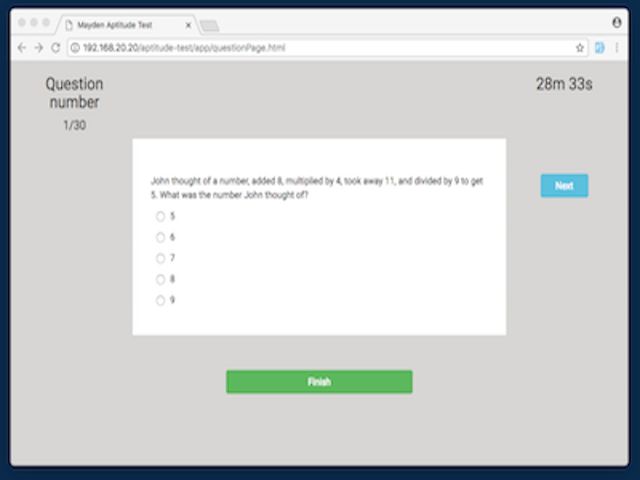 Mayden Aptitude Test
192.168.20.20/aptitude-test/app/questionPage.html
Question
number
1/30
28m 33s
John thought of a number, added 8, multiplied by 4, took away 11, and divided by 9 to get
5. What was the number John thought of?
5
6
7
8
9
Next
Finish